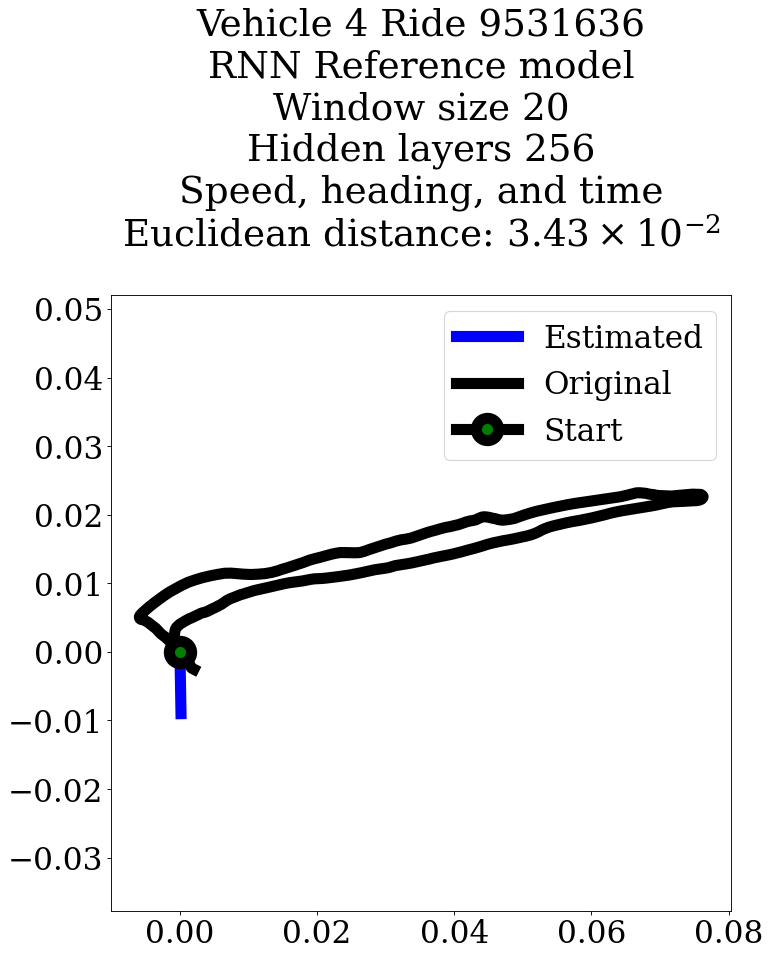 Vehicle 4 Ride 9531636
RNN Reference model
Window size 20
Hidden layers 256
Speed, heading, and time
Euclidean distance: 3.43 × 10⁻²
Estimated
Original
Start
0.05
0.04
0.03
0.02
0.01
0.00
−0.01
−0.02
−0.03
0.00 0.02 0.04 0.06 0.08